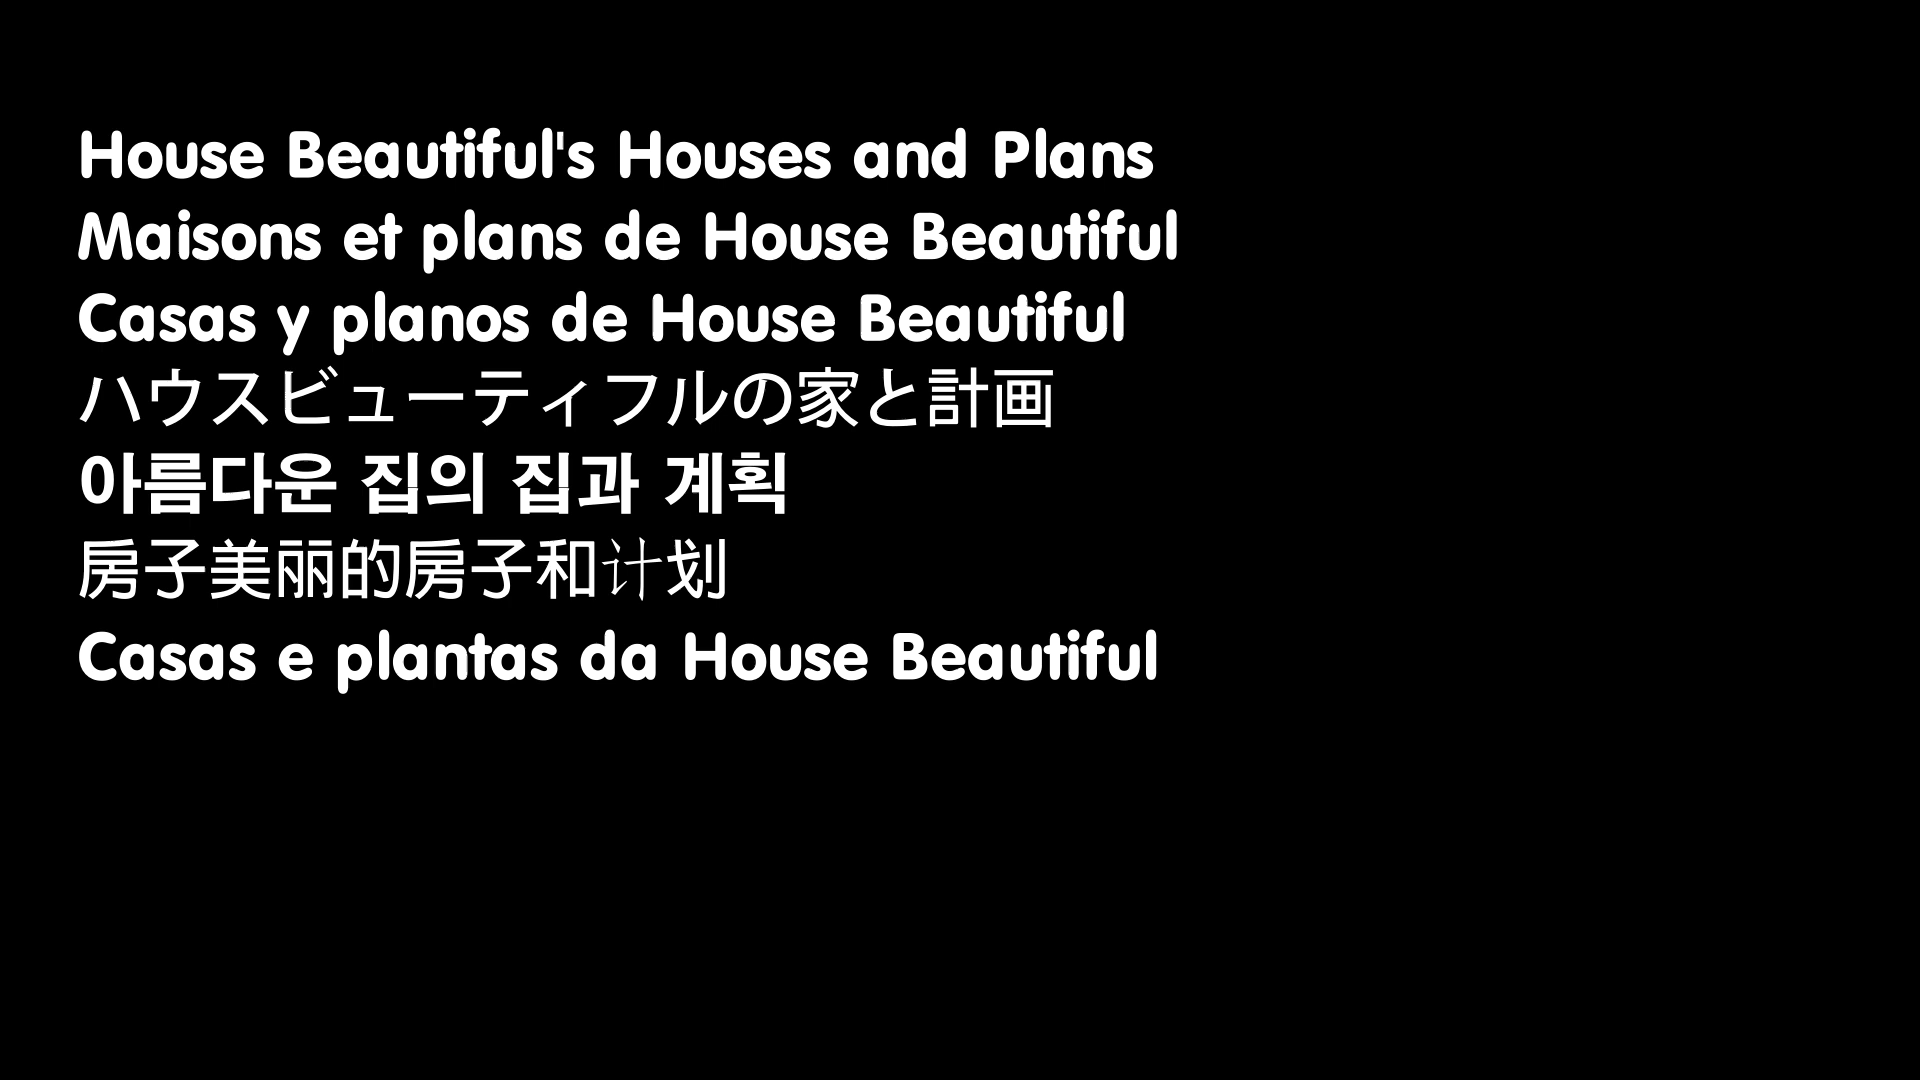 House Beautiful's Houses and Plans
Maisons et plans de House Beautiful
Casas y planos de House Beautiful
ハウスビューティフルの家と計画
아름다운 집의 집과 계획
房子美丽的房子和计划
Casas e plantas da House Beautiful